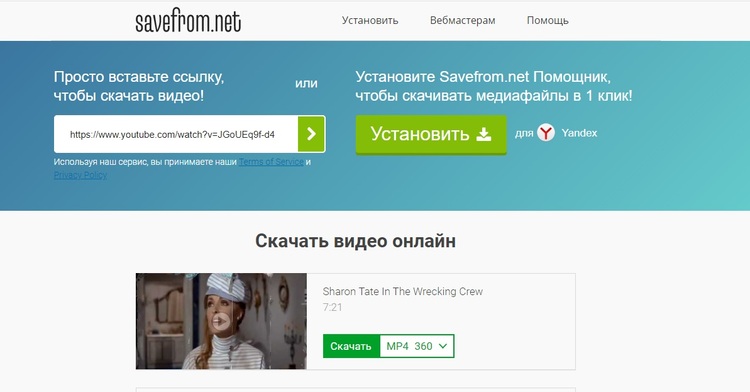 savefrom.net
Установить
Вебмастерам
Помощь
Просто вставьте ссылку,
чтобы скачать видео!
или
Установите Savefrom.net Помощник,
чтобы скачивать медиафайлы в 1 клик!
https://www.youtube.com/watch?v=JGoUEq9f-d4
Установить
для
Y
Yandex
Используя наш сервис, вы принимаете наши Terms of Service и
Privacy Policy
Скачать видео онлайн
Sharon Tate In The Wrecking Crew
7:21
Скачать
MP4 360